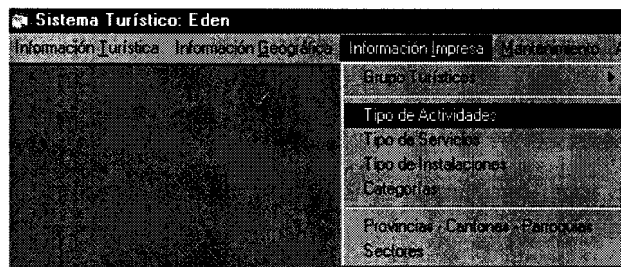 Sistema Turístico: Eden
Información Turística Información Geográfica Información Impresa Mantenimiento A
Grupo Turísticos
Tipo de Actividades
Tipo de Servicios
Tipo de Instalaciones
Categorías
Provincias - Cantones - Parroquias
Sectores